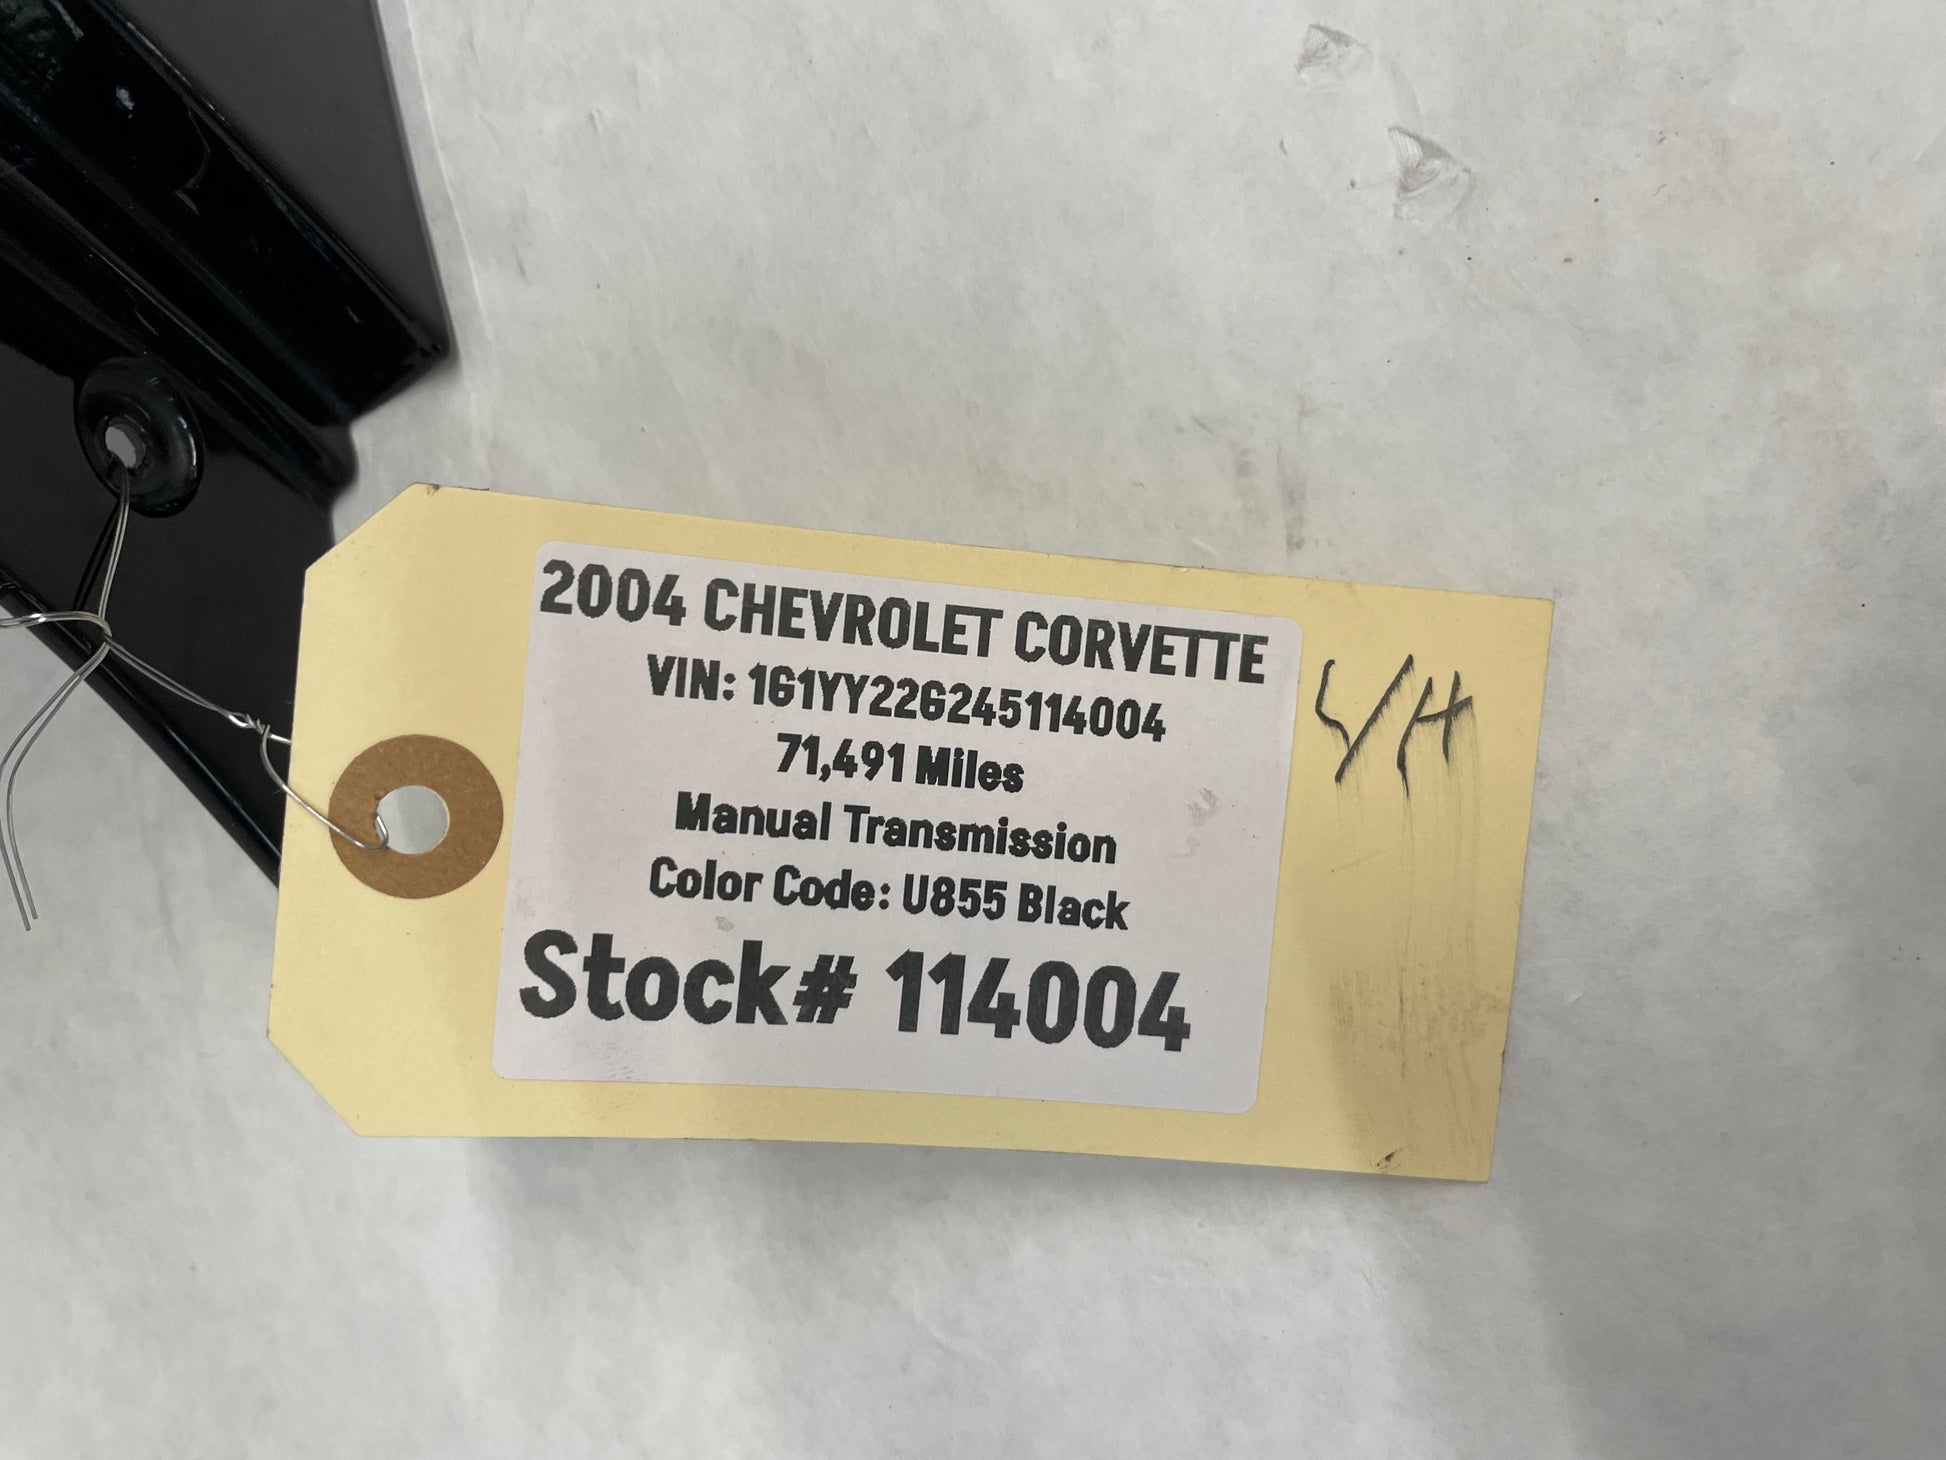 2004 CHEVROLET CORVETTE
VIN: 1G1YY22G245114004
71,491 Miles
Manual Transmission
Color Code: U855 Black
Stock# 114004
L/H